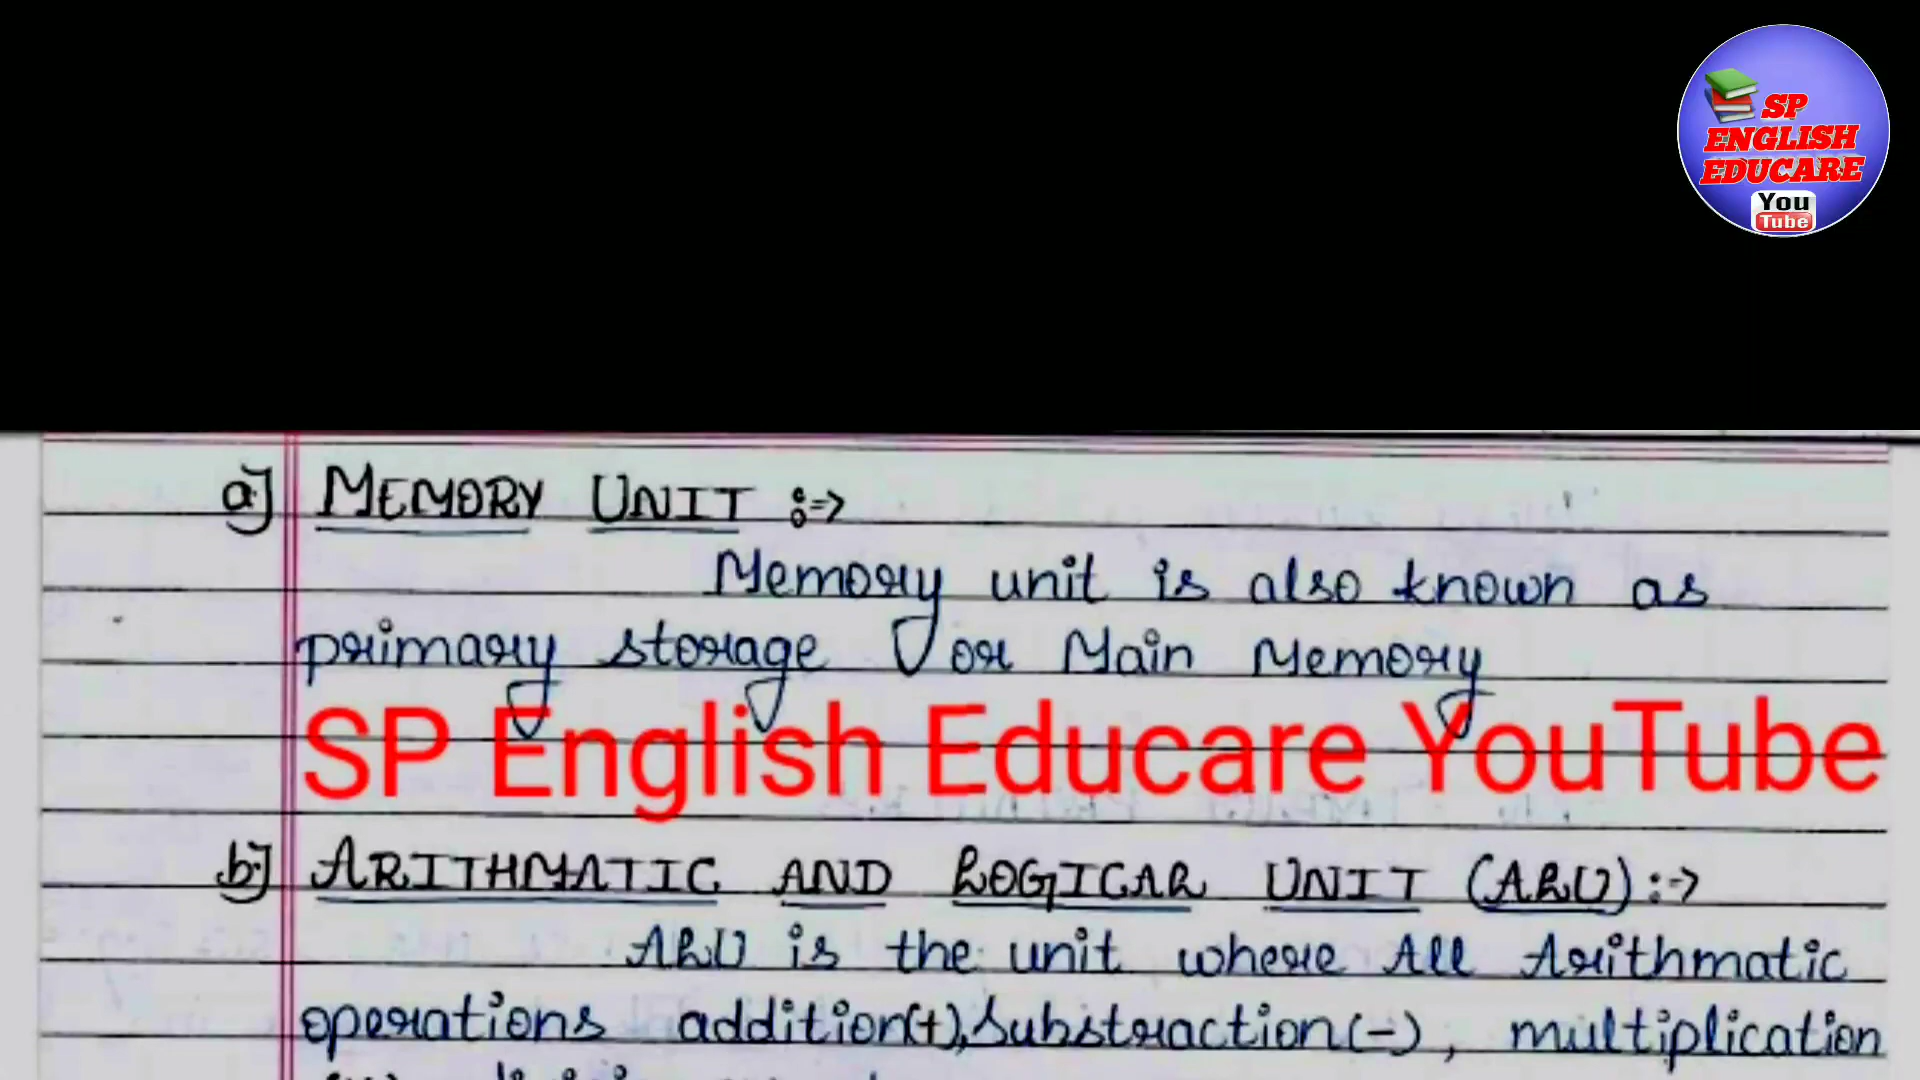 SP
ENGLISH
EDUCARE
You
Tube
a) MEMORY UNIT :->
Memory unit is also known as
primary storage or Main Memory
SP English Educare YouTube
b) ARITHMATIC AND LOGICAL UNIT (ALU) :->
ALU is the unit where All Arithmatic
operations addition(+), Substraction(-), multiplication